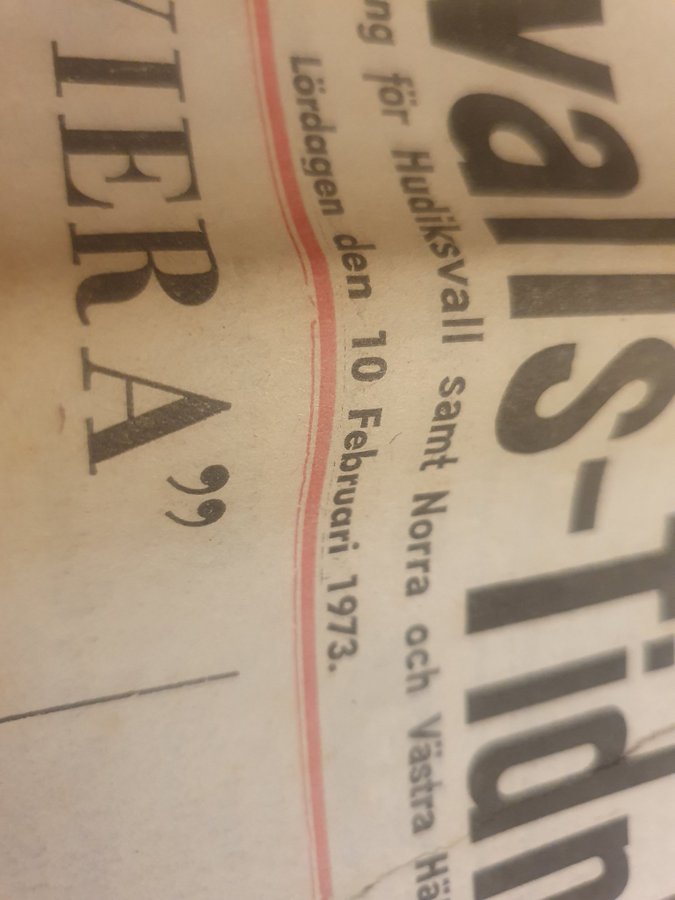 valls-Tidn
ng för Hudiksvall samt Norra och Västra Hä
Lördagen den 10 Februari 1973.
VIERA”